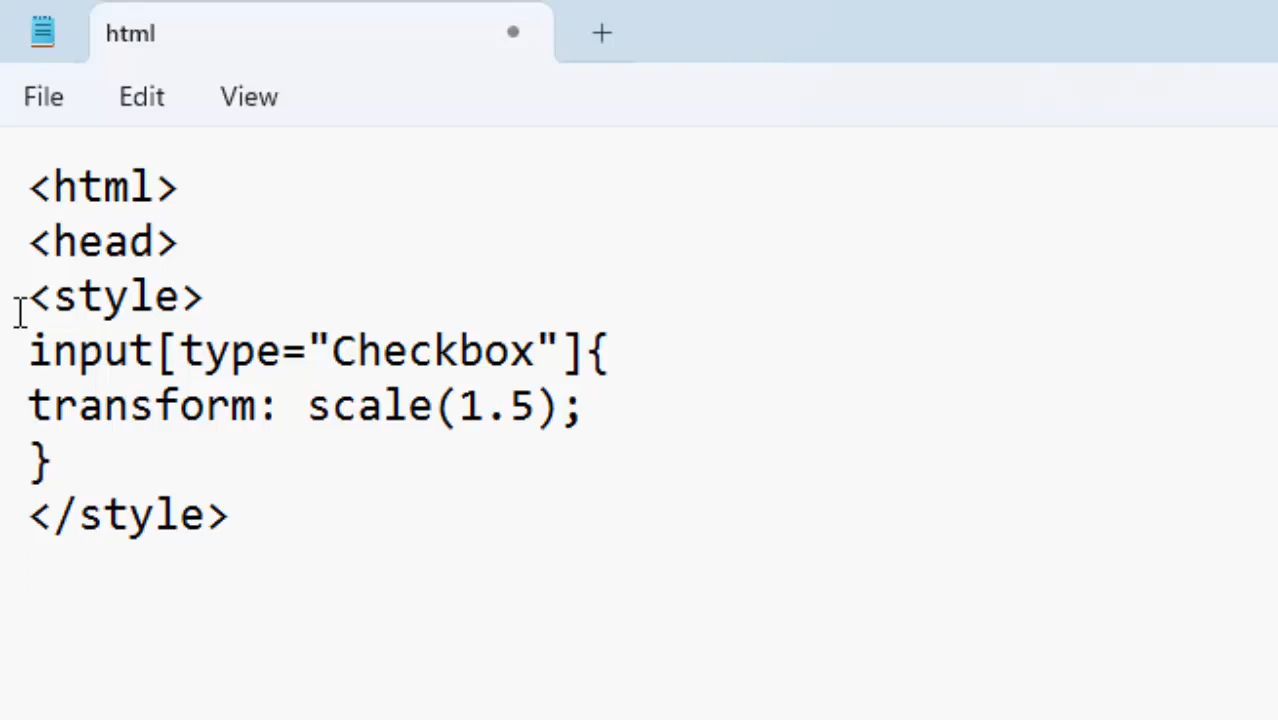 html
File Edit View
<html>
<head>
<style>
input[type="Checkbox"]{
transform: scale(1.5);
}
</style>